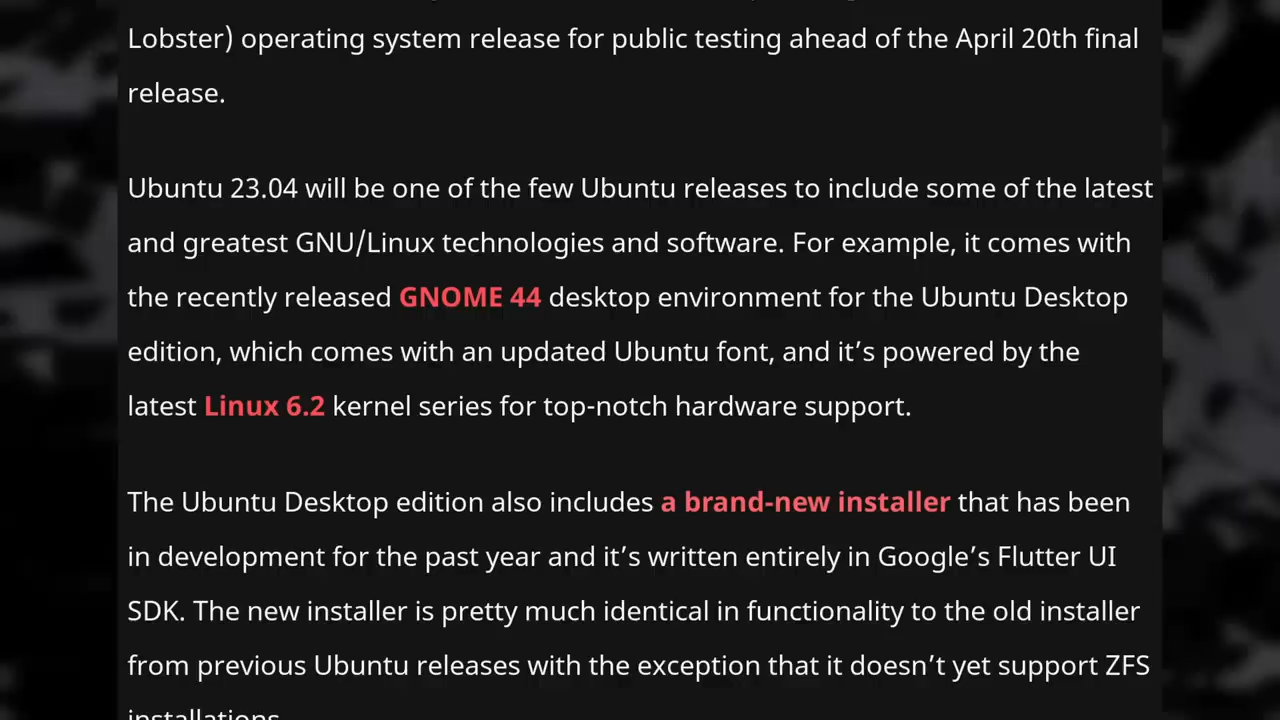 Lobster) operating system release for public testing ahead of the April 20th final
release.
Ubuntu 23.04 will be one of the few Ubuntu releases to include some of the latest
and greatest GNU/Linux technologies and software. For example, it comes with
the recently released GNOME 44 desktop environment for the Ubuntu Desktop
edition, which comes with an updated Ubuntu font, and it’s powered by the
latest Linux 6.2 kernel series for top-notch hardware support.
The Ubuntu Desktop edition also includes a brand-new installer that has been
in development for the past year and it’s written entirely in Google’s Flutter UI
SDK. The new installer is pretty much identical in functionality to the old installer
from previous Ubuntu releases with the exception that it doesn’t yet support ZFS
installations.